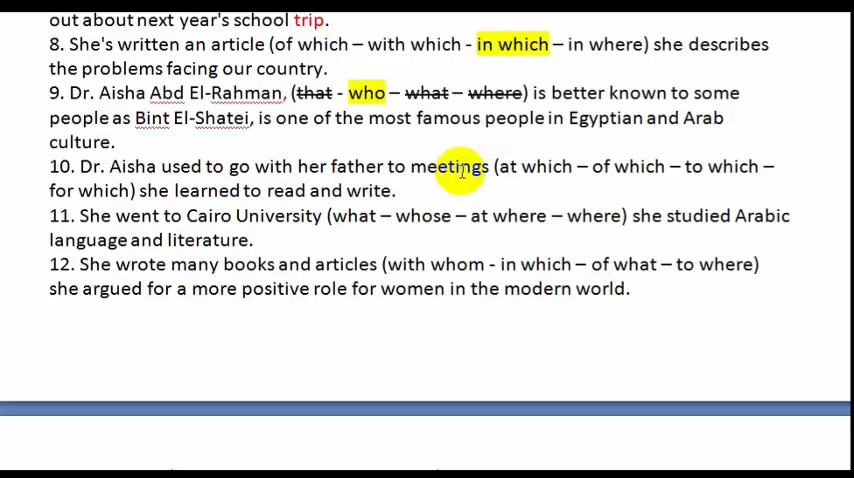 out about next year's school trip.
8. She's written an article (of which – with which - in which – in where) she describes
the problems facing our country.
9. Dr. Aisha Abd El-Rahman, (that - who – what – where) is better known to some
people as Bint El-Shatei, is one of the most famous people in Egyptian and Arab
culture.
10. Dr. Aisha used to go with her father to meetings (at which – of which – to which –
for which) she learned to read and write.
11. She went to Cairo University (what – whose – at where – where) she studied Arabic
language and literature.
12. She wrote many books and articles (with whom - in which – of what – to where)
she argued for a more positive role for women in the modern world.